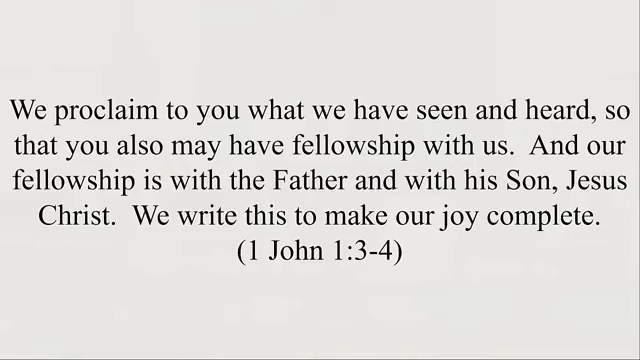 We proclaim to you what we have seen and heard, so
that you also may have fellowship with us.  And our
fellowship is with the Father and with his Son, Jesus
Christ.  We write this to make our joy complete.
(1 John 1:3-4)